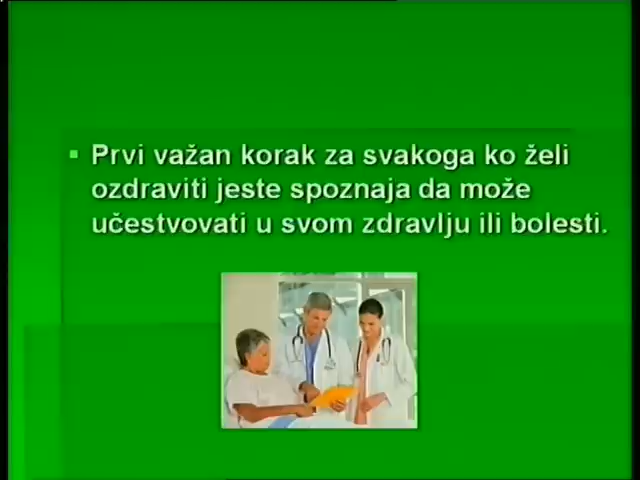 Prvi važan korak za svakoga ko želi
ozdraviti jeste spoznaja da može
učestvovati u svom zdravlju ili bolesti.